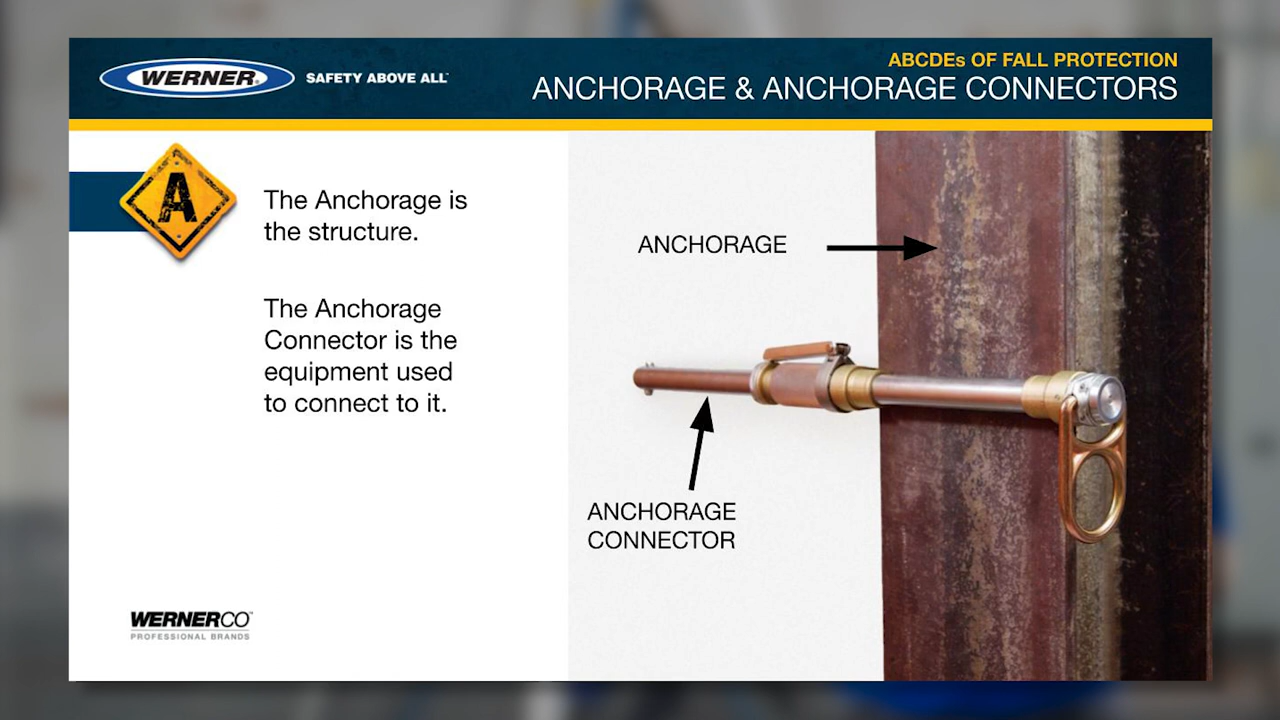 WERNER
SAFETY ABOVE ALL
ABCDEs OF FALL PROTECTION
ANCHORAGE & ANCHORAGE CONNECTORS
A
The Anchorage is
the structure.
The Anchorage
Connector is the
equipment used
to connect to it.
ANCHORAGE
ANCHORAGE
CONNECTOR
WERNERCO™
PROFESSIONAL BRANDS